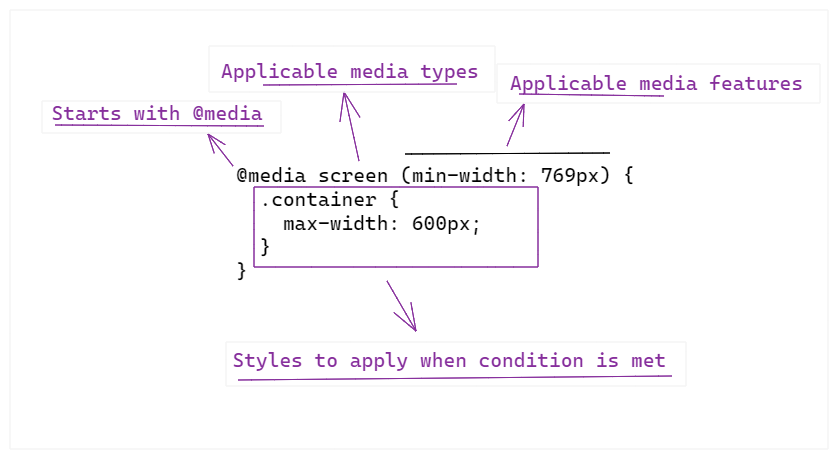 Applicable media types
Applicable media features
Starts with @media
@media screen (min-width: 769px) {
.container {
max-width: 600px;
}
}
Styles to apply when condition is met